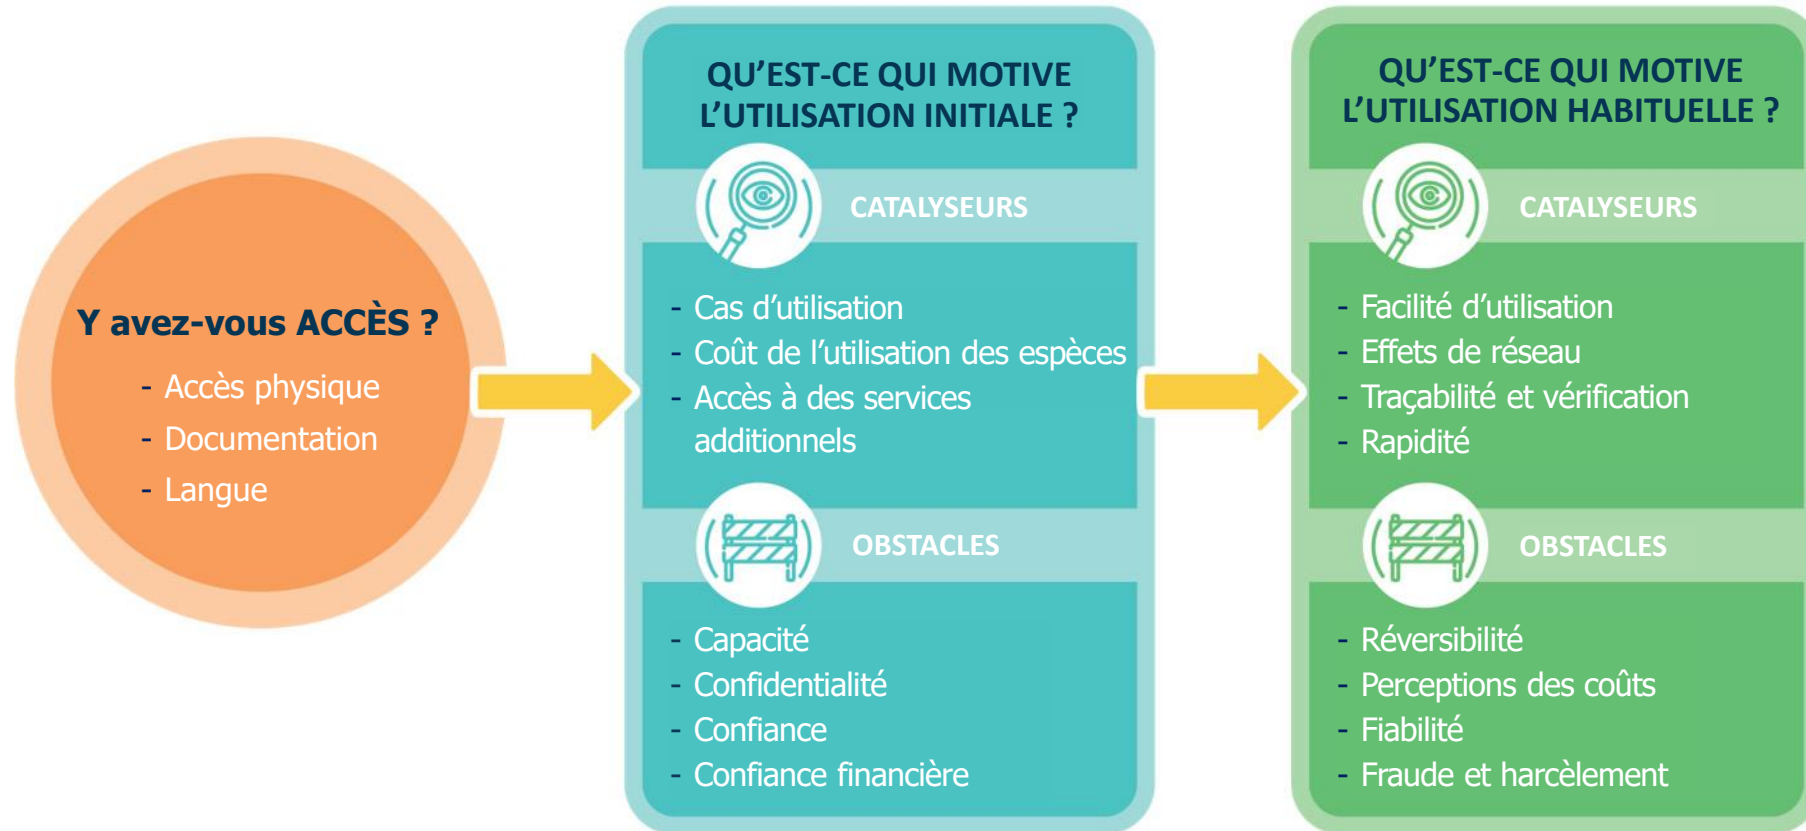 Y avez-vous ACCÈS ?
- Accès physique
- Documentation
- Langue
QU’EST-CE QUI MOTIVE
L’UTILISATION INITIALE ?
CATALYSEURS
- Cas d’utilisation
- Coût de l’utilisation des espèces
- Accès à des services
additionnels
OBSTACLES
- Capacité
- Confidentialité
- Confiance
- Confiance financière
QU’EST-CE QUI MOTIVE
L’UTILISATION HABITUELLE ?
CATALYSEURS
- Facilité d’utilisation
- Effets de réseau
- Traçabilité et vérification
- Rapidité
OBSTACLES
- Réversibilité
- Perceptions des coûts
- Fiabilité
- Fraude et harcèlement